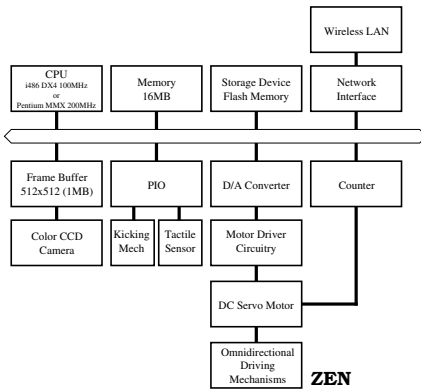 Wireless LAN
CPU
i486 DX4 100MHz
or
Pentium MMX 200MHz
Memory
16MB
Storage Device
Flash Memory
Network
Interface
Frame Buffer
512x512 (1MB)
PIO
D/A Converter
Counter
Color CCD
Camera
Kicking
Mech
Tactile
Sensor
Motor Driver
Circuitry
DC Servo Motor
Omnidirectional
Driving
Mechanisms
ZEN